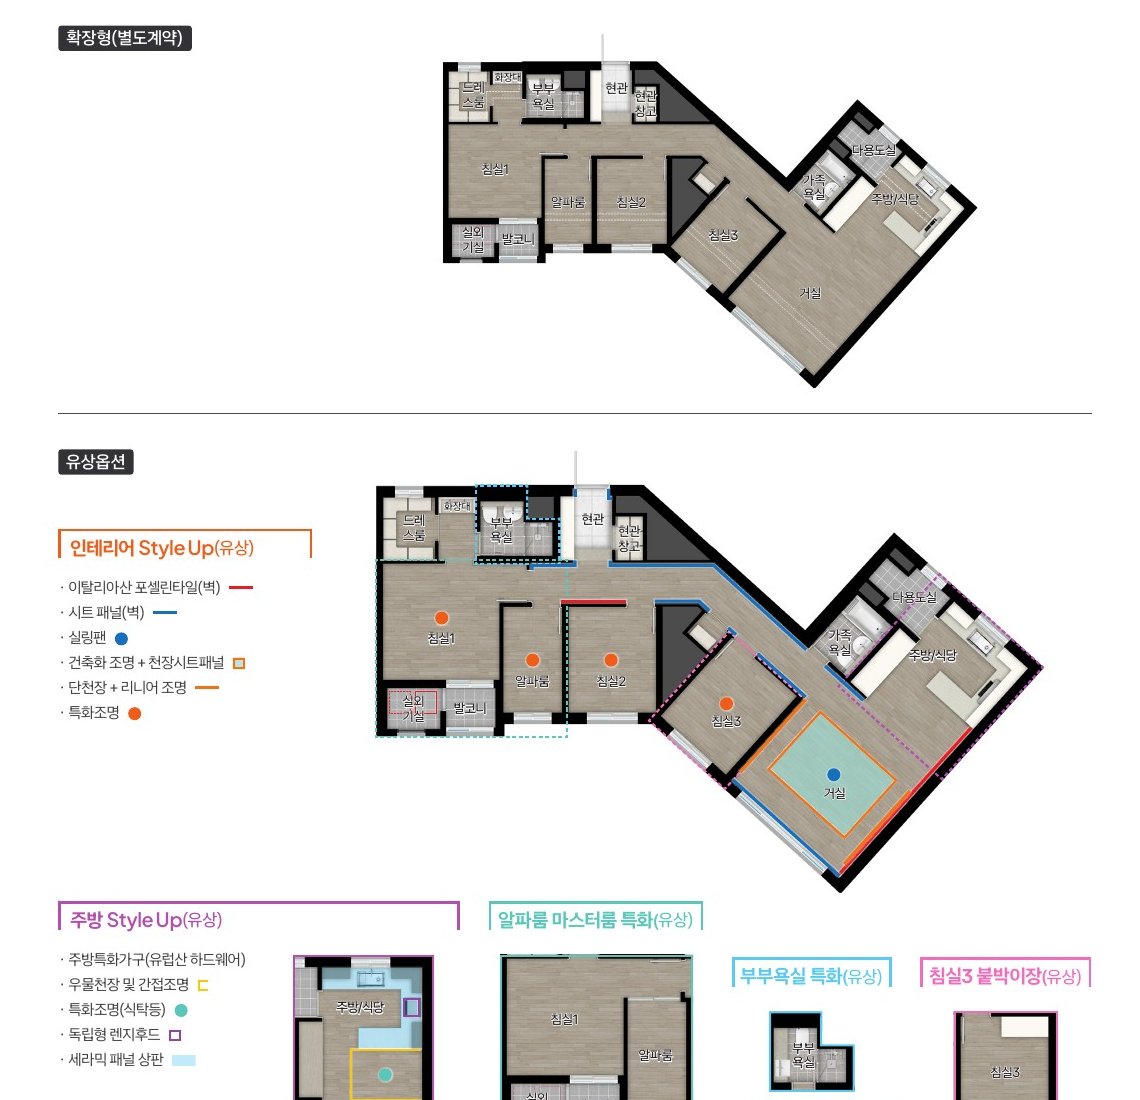 확장형(별도계약)
드레
스룸
화장대
부부
욕실
현관
현관
창고
침실1
알파룸
침실2
실외
기실
발코니
침실3
거실
가족
욕실
다용도실
주방/식당
유상옵션
인테리어 Style Up(유상)
· 이탈리아산 포셀린타일(벽)
· 시트 패널(벽)
· 실링팬
· 건축화 조명 + 천장시트패널
· 단천장 + 리니어 조명
· 특화조명
드레
스룸
화장대
부부
욕실
현관
현관
창고
침실1
알파룸
침실2
실외
기실
발코니
침실3
거실
가족
욕실
다용도실
주방/식당
주방 Style Up(유상)
· 주방특화가구(유럽산 하드웨어)
· 우물천장 및 간접조명
· 특화조명(식탁등)
· 독립형 렌지후드
· 세라믹 패널 상판
주방/식당
알파룸 마스터룸 특화(유상)
침실1
알파룸
실외
부부욕실 특화(유상)
부부
욕실
침실3 붙박이장(유상)
침실3